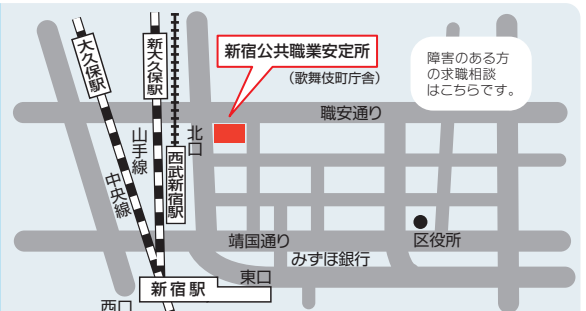 大久保駅
新大久保駅
新宿公共職業安定所
(歌舞伎町庁舎)
障害のある方
の求職相談
はこちらです。
職安通り
山手線
北口
中央線
西武新宿駅
靖国通り
区役所
みずほ銀行
東口
新宿駅
西口